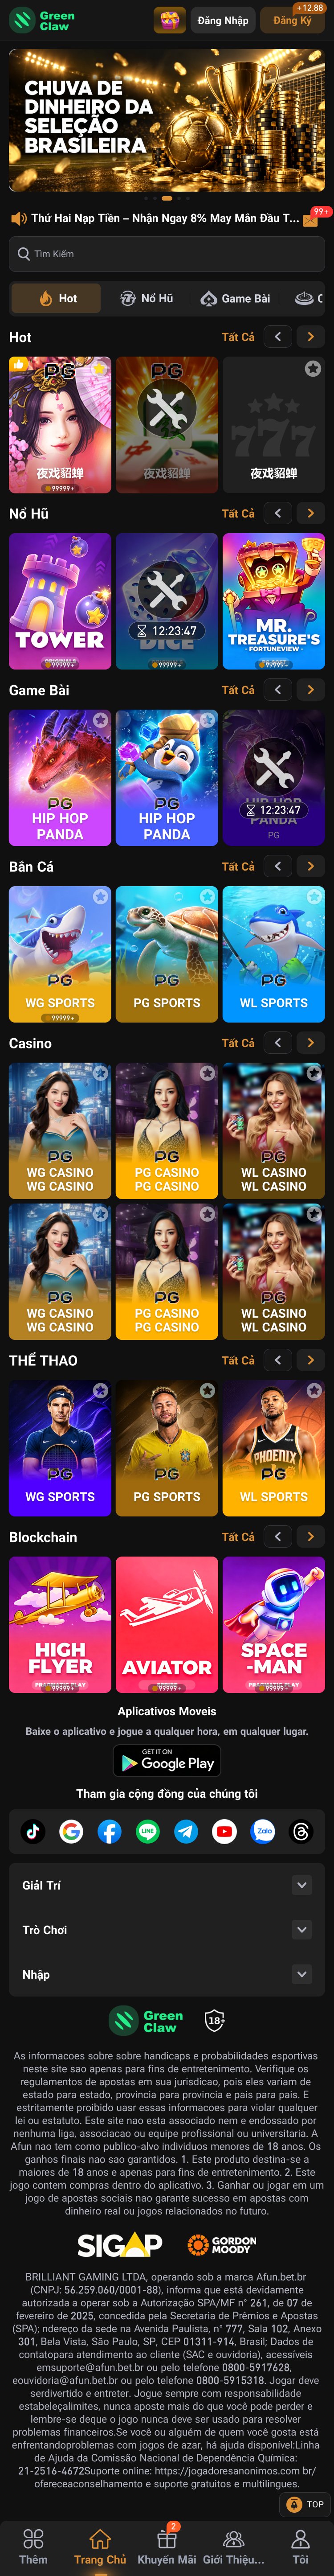 Green
Claw
Đăng Nhập
Đăng Ký
+12.88
CHUVA DE
DINHEIRO DA
SELEÇÃO
BRASILEIRA
Thứ Hai Nạp Tiền – Nhận Ngay 8% May Mắn Đầu T...
99+
Tìm Kiếm
Hot
Nổ Hũ
Game Bài
Hot
Tất Cả
PG
夜戏貂蝉
99999+
PG
夜戏貂蝉
777
夜戏貂蝉
Nổ Hũ
Tất Cả
TOWER
99999+
DICE
12:23:47
99999+
MR.
TREASURE'S
FORTUNEVIEW
99999+
Game Bài
Tất Cả
PG
HIP HOP
PANDA
PG
HIP HOP
PANDA
12:23:47
HIP HOP
PANDA
PG
Bắn Cá
Tất Cả
PG
WG SPORTS
99999+
PG
PG SPORTS
PG
WL SPORTS
Casino
Tất Cả
PG
WG CASINO
WG CASINO
PG
PG CASINO
PG CASINO
PG
WL CASINO
WL CASINO
PG
WG CASINO
WG CASINO
PG
PG CASINO
PG CASINO
PG
WL CASINO
WL CASINO
THỂ THAO
Tất Cả
PG
WG SPORTS
PG
PG SPORTS
PHOENIX
PG
WL SPORTS
Blockchain
Tất Cả
HIGH
FLYER
99999+
AVIATOR
99999+
SPACE
-MAN
99999+
Aplicativos Moveis
Baixe o aplicativo e jogue a qualquer hora, em qualquer lugar.
GET IT ON
Google Play
Tham gia cộng đồng của chúng tôi
LINE
Zalo
Giải Trí
Trò Chơi
Nhập
Green
Claw
18+
As informacoes sobre sobre handicaps e probabilidades esportivas
neste site sao apenas para fins de entretenimento. Verifique os
regulamentos de apostas em sua jurisdicao, pois eles variam de
estado para estado, provincia para provincia e pais para pais. E
estritamente proibido uasr essas informacoes para violar qualquer
lei ou estatuto. Este site nao esta associado nem e endossado por
nenhuma liga, associacao ou equipe profissional ou universitaria. A
Afun nao tem como publico-alvo individuos menores de 18 anos. Os
ganhos finais nao sao garantidos. 1. Este produto destina-se a
maiores de 18 anos e apenas para fins de entretenimento. 2. Este
jogo contem compras dentro do aplicativo. 3. Ganhar ou jogar em um
jogo de apostas sociais nao garante sucesso em apostas com
dinheiro real ou jogos relacionados no futuro.
SIGAP
GORDON
MOODY
BRILLIANT GAMING LTDA, operando sob a marca Afun.bet.br
(CNPJ: 56.259.060/0001-88), informa que está devidamente
autorizada a operar sob a Autorização SPA/MF n° 261, de 07 de
fevereiro de 2025, concedida pela Secretaria de Prêmios e Apostas
(SPA); ndereço da sede na Avenida Paulista, n° 777, Sala 102, Anexo
301, Bela Vista, São Paulo, SP, CEP 01311-914, Brasil; Dados de
contatopara atendimento ao cliente (SAC e ouvidoria), acessíveis
emsuporte@afun.bet.br ou pelo telefone 0800-5917628,
eouvidoria@afun.bet.br ou pelo telefone 0800-5915318. Jogar deve
serdivertido e entreter. Jogue sempre com responsabilidade
estabeleçalimites, nunca aposte mais do que você pode perder e
lembre-se deque o jogo nunca deve ser usado para resolver
problemas financeiros.Se você ou alguém de quem você gosta está
enfrentandoproblemas com jogos de azar, há ajuda disponível:Linha
de Ajuda da Comissão Nacional de Dependência Química:
21-2516-4672Suporte online: https://jogadoresanonimos.com br/
ofereceaconselhamento e suporte gratuitos e multilingues.
TOP
Thêm
Trang Chủ
2
Khuyến Mãi
Giới Thiệu...
Tôi